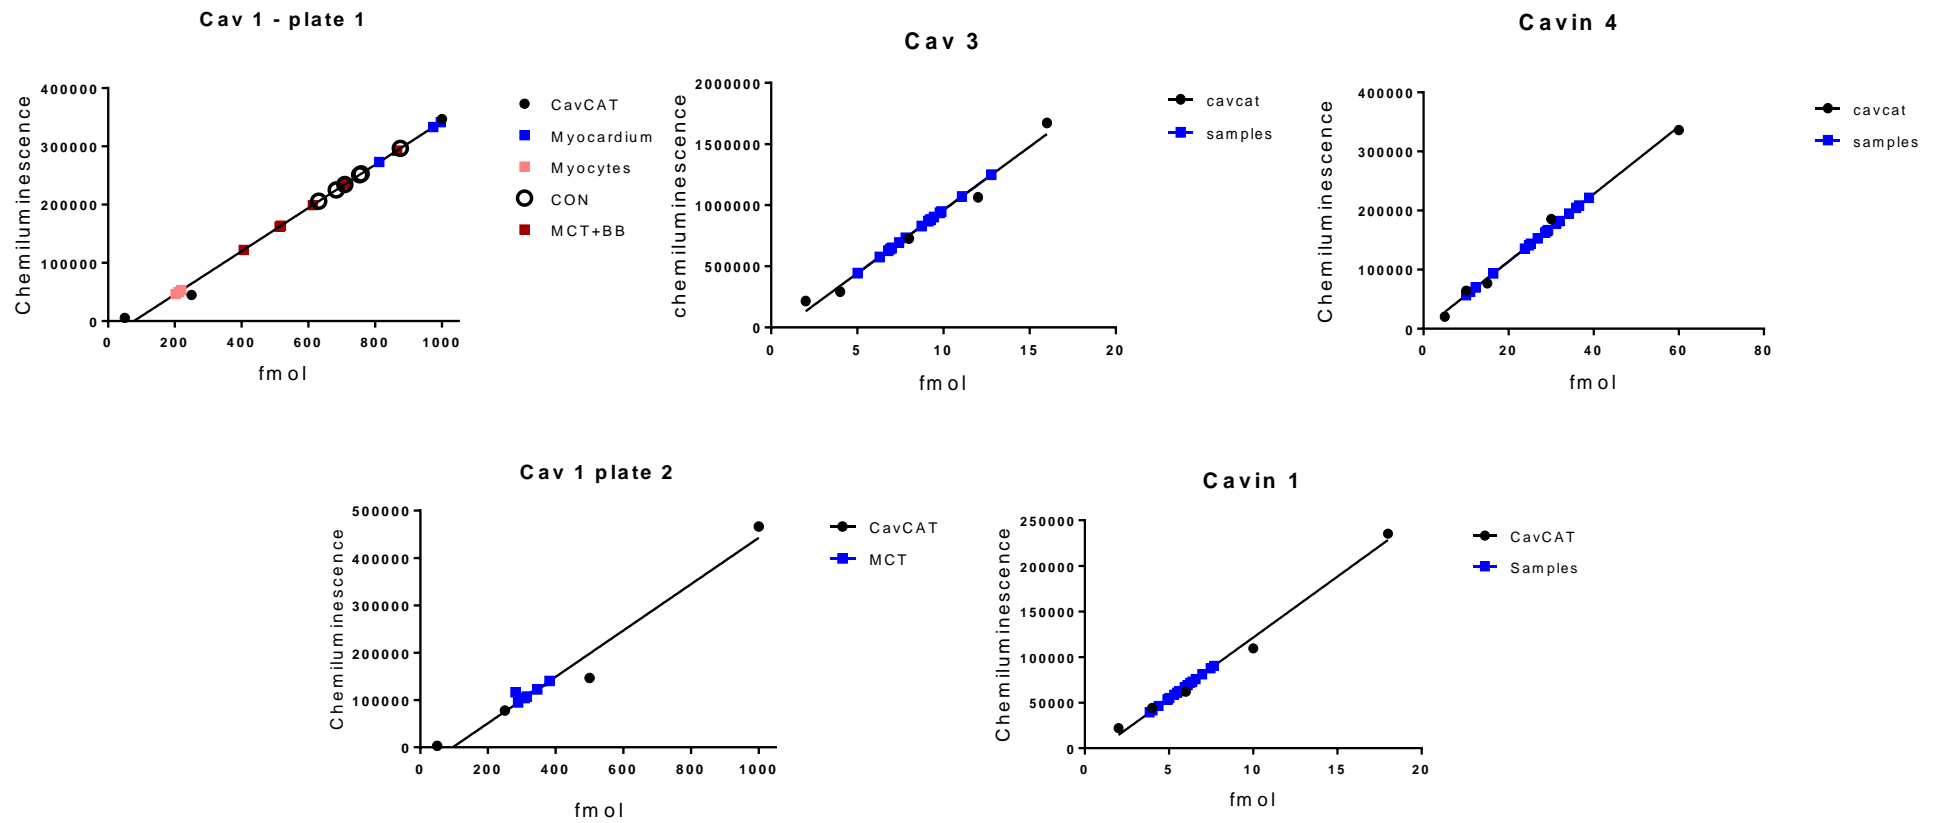 Cav 1 - plate 1
Chemiluminescence
400000
300000
200000
100000
0
0 200 400 600 800 1000
fmol
CavCAT
Myocardium
Myocytes
CON
MCT+BB
Cav 3
chemiluminescence
2000000
1500000
1000000
500000
0
0 5 10 15 20
fmol
cavcat
samples
Cavin 4
Chemiluminescence
400000
300000
200000
100000
0
0 20 40 60 80
fmol
cavcat
samples
Cav 1 plate 2
Chemiluminescence
500000
400000
300000
200000
100000
0
0 200 400 600 800 1000
fmol
CavCAT
MCT
Cavin 1
Chemiluminescence
250000
200000
150000
100000
50000
0
0 5 10 15 20
fmol
CavCAT
Samples